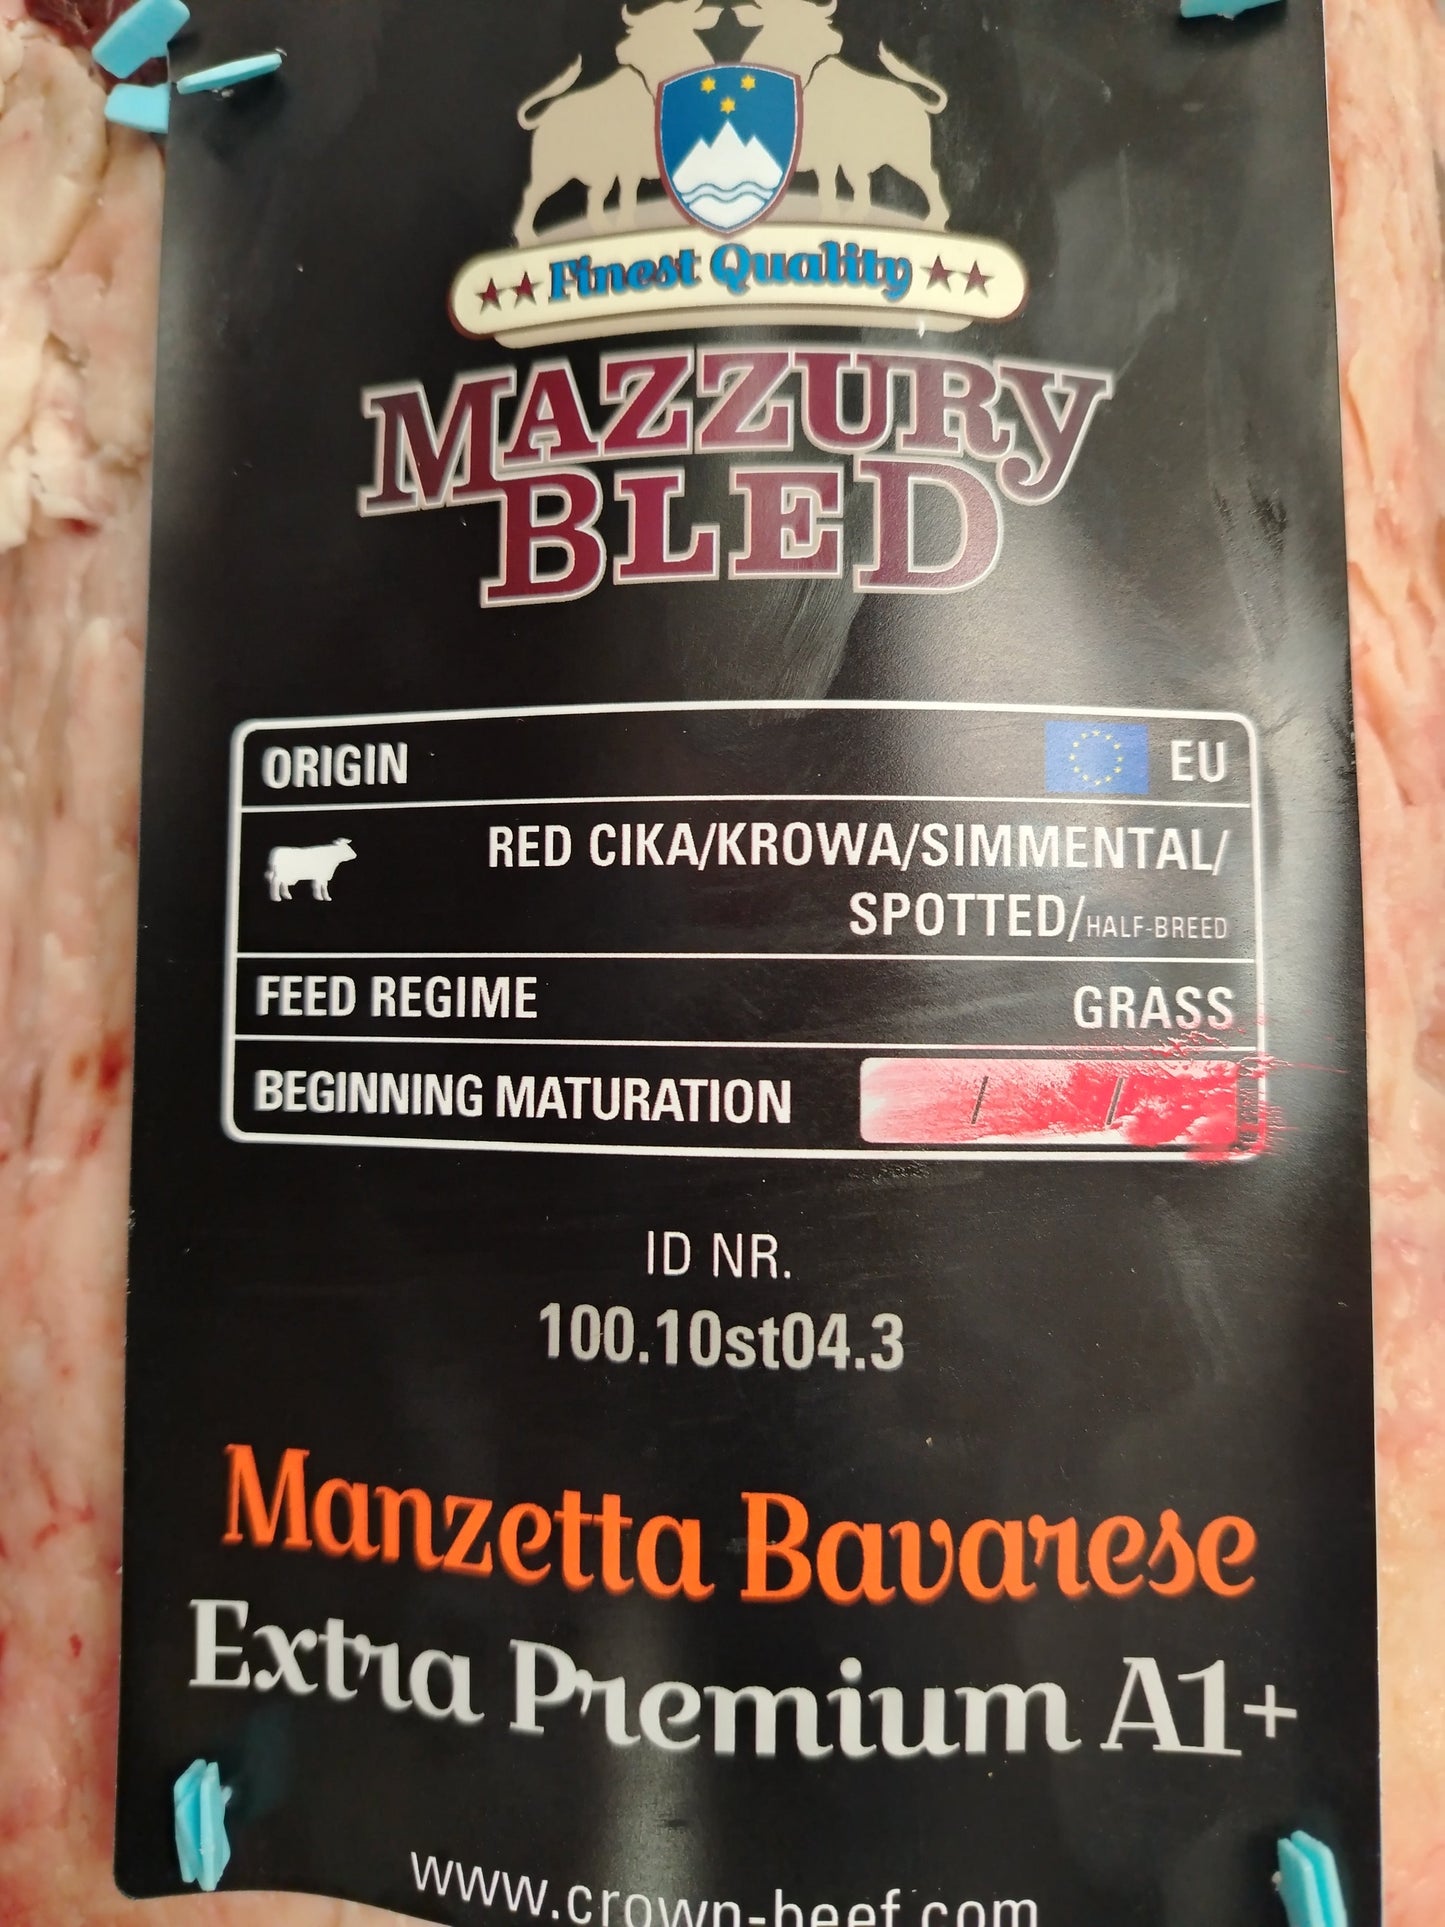 Finest Quality
MAZZURY
BLED
ORIGIN EU
RED CIKA/KROWA/SIMMENTAL/
SPOTTED/HALF-BREED
FEED REGIME GRASS
BEGINNING MATURATION / /
ID NR.
100.10st04.3
Manzetta Bavarese
Extra Premium A1+
www.crown-beef.com